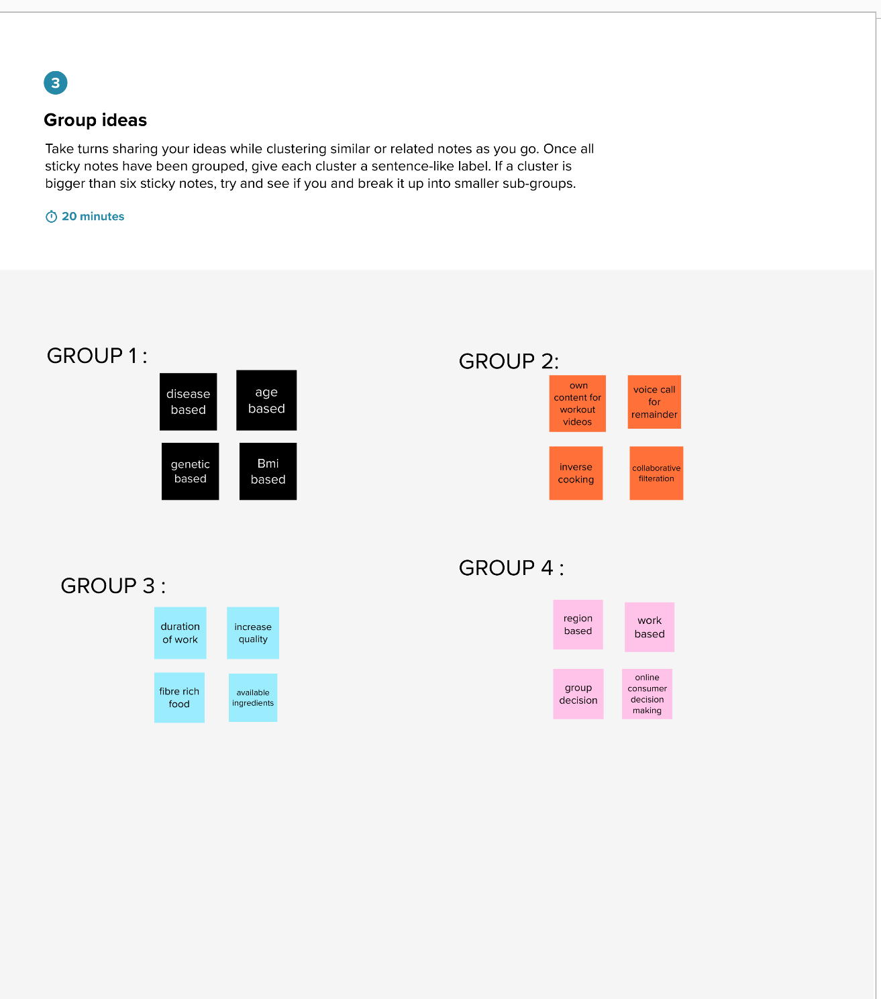 3
Group ideas
Take turns sharing your ideas while clustering similar or related notes as you go. Once all
sticky notes have been grouped, give each cluster a sentence-like label. If a cluster is
bigger than six sticky notes, try and see if you and break it up into smaller sub-groups.
20 minutes
GROUP 1 :
disease
based
age
based
genetic
based
Bmi
based
GROUP 2:
own
content for
workout
videos
voice call
for
remainder
inverse
cooking
collaborative
filteration
GROUP 3 :
duration
of work
increase
quality
fibre rich
food
available
ingredients
GROUP 4 :
region
based
work
based
group
decision
online
consumer
decision
making